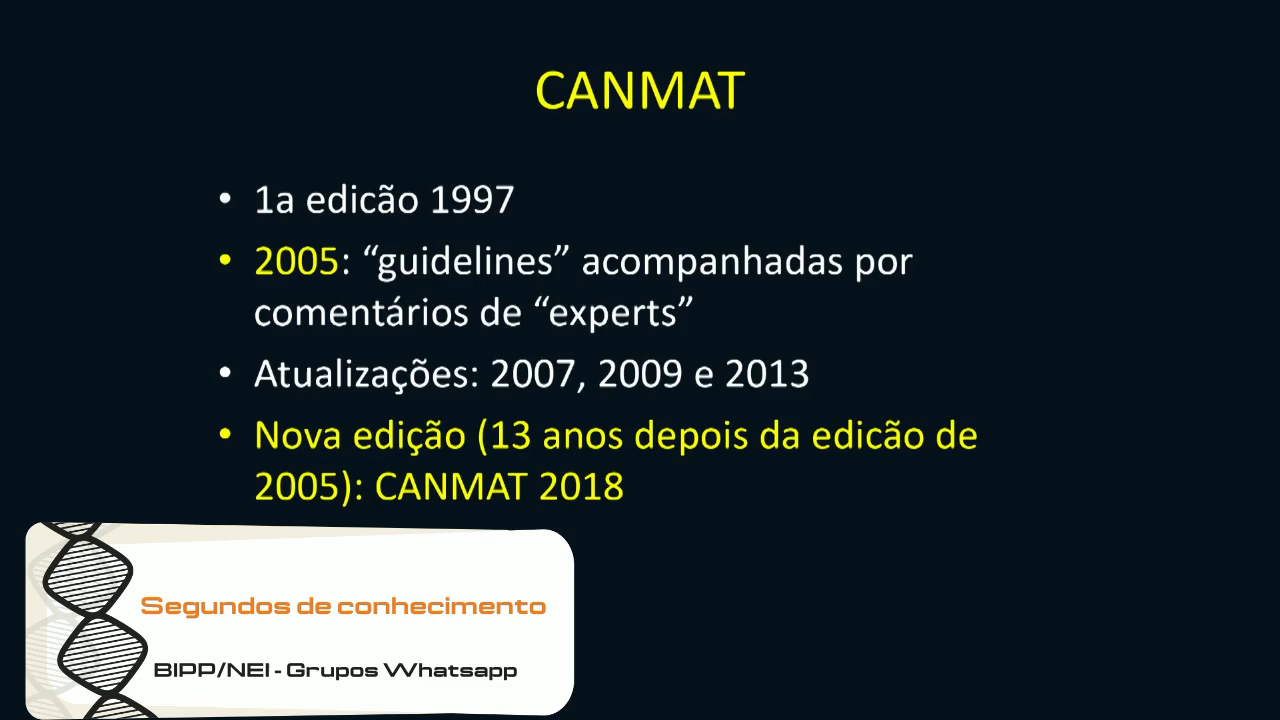 CANMAT
• 1a edicão 1997
• 2005: “guidelines” acompanhadas por
comentários de “experts”
• Atualizações: 2007, 2009 e 2013
• Nova edição (13 anos depois da edicão de
2005): CANMAT 2018
Segundos de conhecimento
BIPP/NEI - Grupos Whatsapp